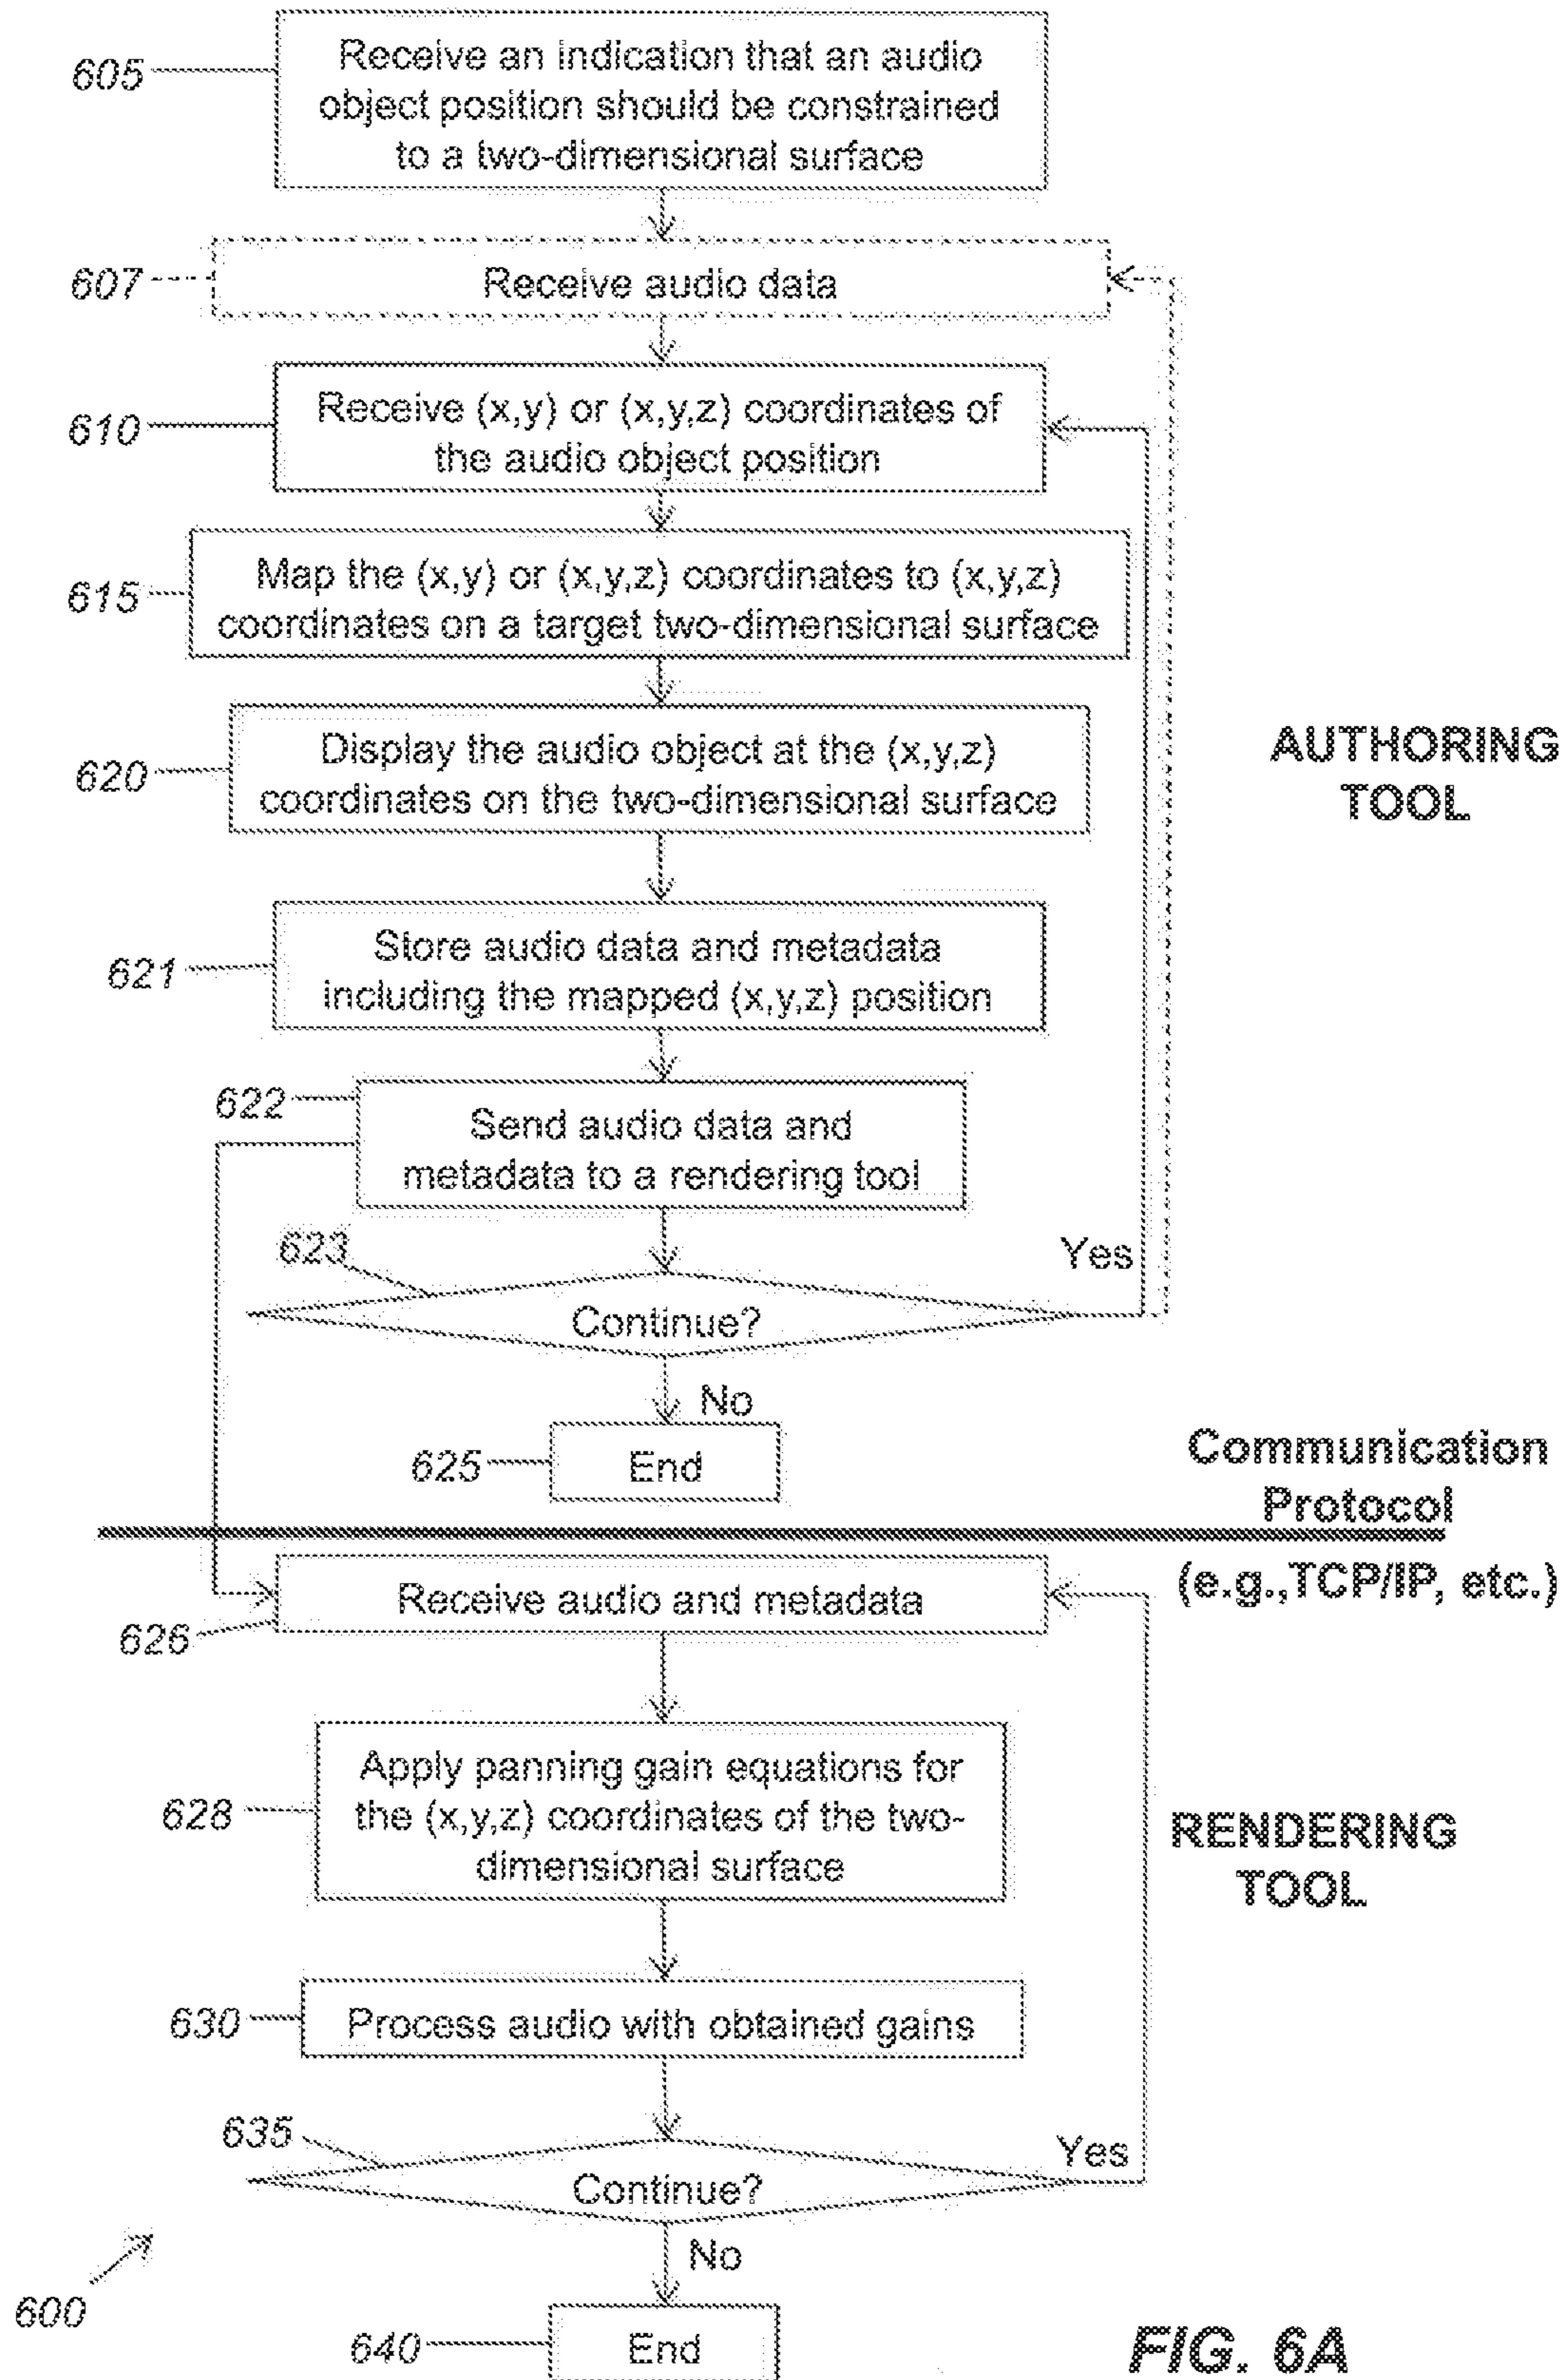 605
Receive an indication that an audio
object position should be constrained
to a two-dimensional surface
607
Receive audio data
610
Receive (x,y) or (x,y,z) coordinates of
the audio object position
615
Map the (x,y) or (x,y,z) coordinates to (x,y,z)
coordinates on a target two-dimensional surface
620
Display the audio object at the (x,y,z)
coordinates on the two-dimensional surface
AUTHORING
TOOL
621
Store audio data and metadata
including the mapped (x,y,z) position
622
Send audio data and
metadata to a rendering tool
623
Yes
Continue?
No
625
End
Communication
Protocol
(e.g.,TCP/IP, etc.)
Receive audio and metadata
626
Apply panning gain equations for
628
the (x,y,z) coordinates of the two-
dimensional surface
RENDERING
TOOL
630
Process audio with obtained gains
635
Yes
Continue?
No
600
640
End
FIG. 6A